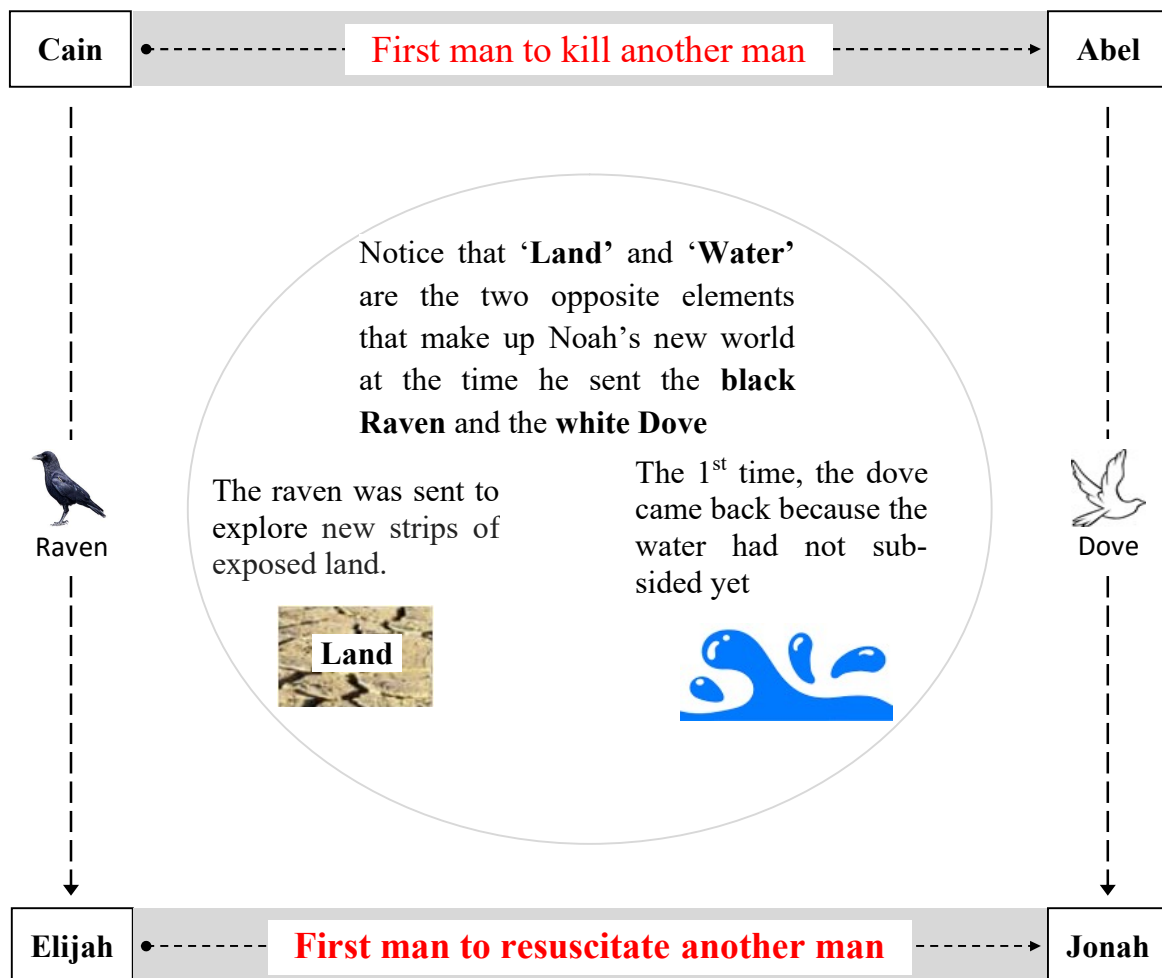 Cain
First man to kill another man
Abel
Notice that ‘Land’ and ‘Water’
are the two opposite elements
that make up Noah’s new world
at the time he sent the black
Raven and the white Dove
The raven was sent to
explore new strips of
exposed land.
Land
The 1st time, the dove
came back because the
water had not sub-
sided yet
Raven
Dove
Elijah
First man to resuscitate another man
Jonah